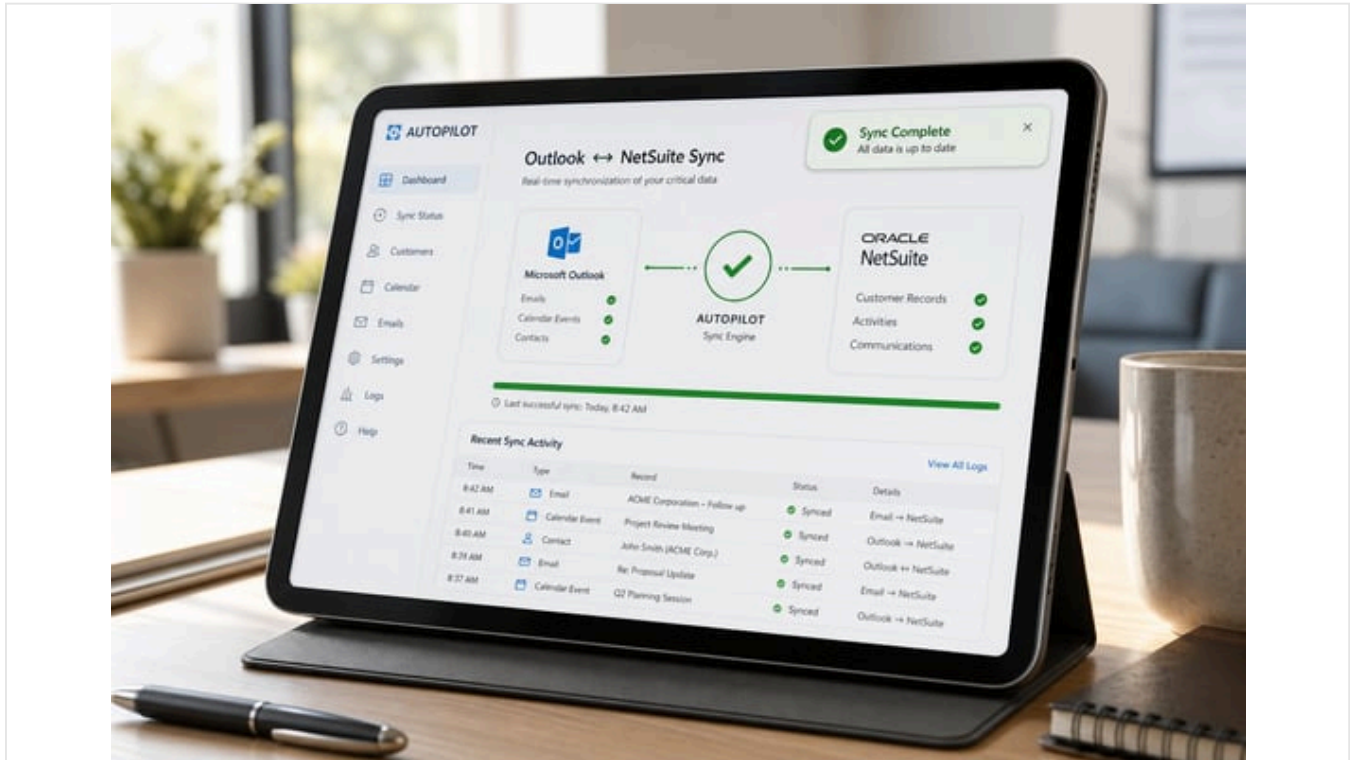 AUTOPILOT
Dashboard
Sync Status
Customers
Calendar
Emails
Settings
Logs
Help
Outlook ↔ NetSuite Sync
Real-time synchronization of your critical data
Sync Complete
All data is up to date
Microsoft Outlook
Emails
Calendar Events
Contacts
AUTOPILOT
Sync Engine
ORACLE
NetSuite
Customer Records
Activities
Communications
Last successful sync: Today, 8:42 AM
Recent Sync Activity
View All Logs
Time Type Record Status Details
8:42 AM Email ACME Corporation – Follow up Synced Email → NetSuite
8:41 AM Calendar Event Project Review Meeting Synced Outlook → NetSuite
8:40 AM Contact John Smith (ACME Corp.) Synced Outlook ↔ NetSuite
8:39 AM Email Re: Proposal Update Synced Email → NetSuite
8:37 AM Calendar Event Q2 Planning Session Synced Outlook → NetSuite